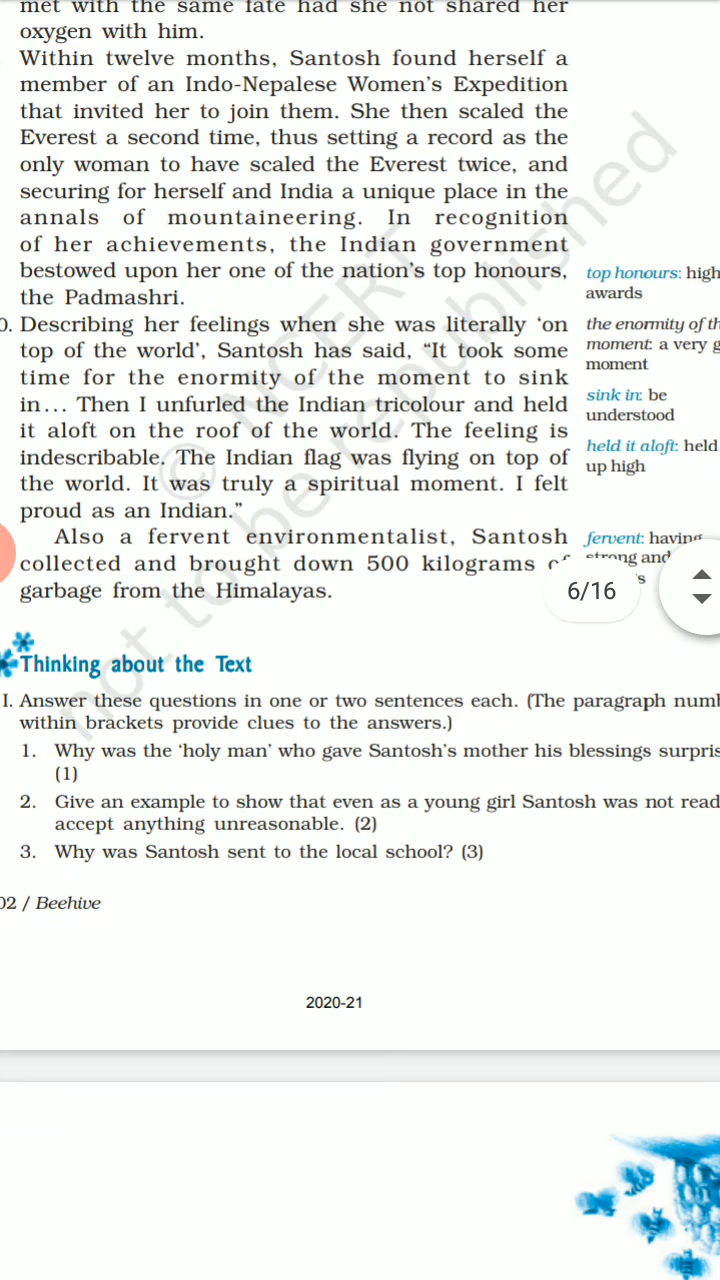 met with the same fate had she not shared her
oxygen with him.
Within twelve months, Santosh found herself a
member of an Indo-Nepalese Women's Expedition
that invited her to join them. She then scaled the
Everest a second time, thus setting a record as the
only woman to have scaled the Everest twice, and
securing for herself and India a unique place in the
annals of mountaineering. In recognition
of her achievements, the Indian government
bestowed upon her one of the nation's top honours,
the Padmashri.
top honours: high
awards
0. Describing her feelings when she was literally 'on
top of the world', Santosh has said, “It took some
time for the enormity of the moment to sink
in... Then I unfurled the Indian tricolour and held
it aloft on the roof of the world. The feeling is
indescribable. The Indian flag was flying on top of
the world. It was truly a spiritual moment. I felt
proud as an Indian.”
the enormity of th
moment: a very g
moment
sink in: be
understood
held it aloft: held
up high
Also a fervent environmentalist, Santosh
collected and brought down 500 kilograms of
garbage from the Himalayas.
fervent: having
strong and
6/16
© NCERT
not to be republished
Thinking about the Text
I. Answer these questions in one or two sentences each. (The paragraph numb
within brackets provide clues to the answers.)
1. Why was the 'holy man' who gave Santosh's mother his blessings surpris
(1)
2. Give an example to show that even as a young girl Santosh was not read
accept anything unreasonable. (2)
3. Why was Santosh sent to the local school? (3)
02 / Beehive
2020-21